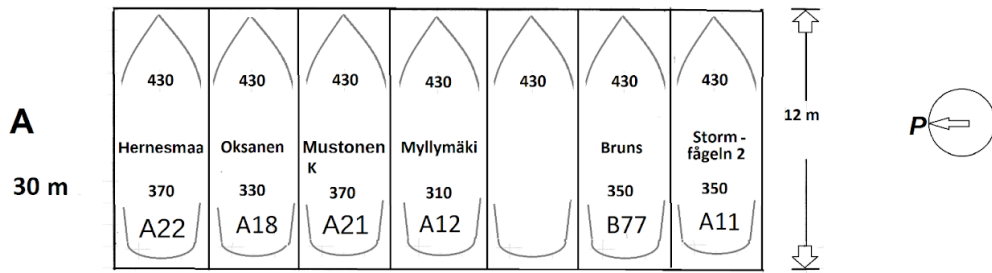 430 430 430 430 430 430 430
A
12 m
P
Hernesmaa Oksanen Mustonen Myllymäki Bruns Storm -
K fågeln 2
30 m
370 330 370 310 350 350
A22 A18 A21 A12 B77 A11